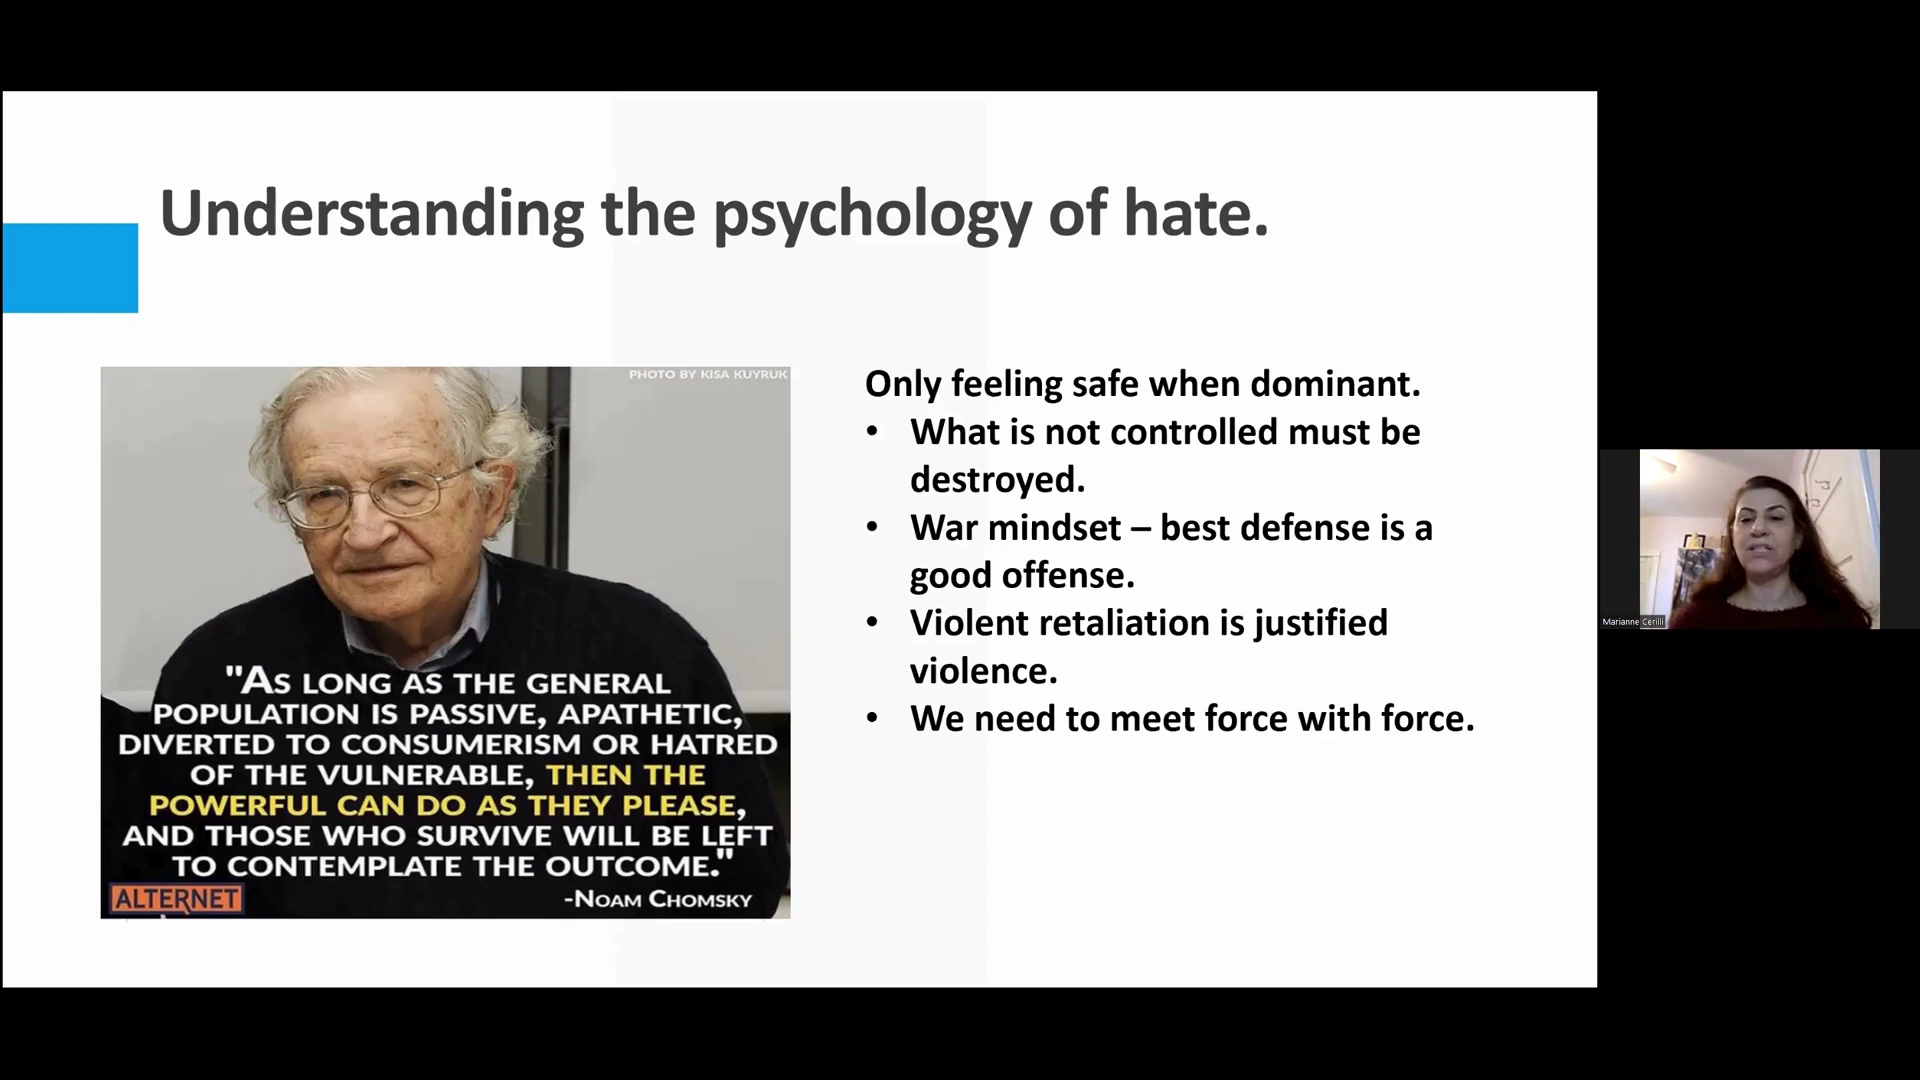 Understanding the psychology of hate.
PHOTO BY KISA KUYRUK
"AS LONG AS THE GENERAL
POPULATION IS PASSIVE, APATHETIC,
DIVERTED TO CONSUMERISM OR HATRED
OF THE VULNERABLE, THEN THE
POWERFUL CAN DO AS THEY PLEASE,
AND THOSE WHO SURVIVE WILL BE LEFT
TO CONTEMPLATE THE OUTCOME."
-NOAM CHOMSKY
ALTERNET
Only feeling safe when dominant.
• What is not controlled must be
destroyed.
• War mindset – best defense is a
good offense.
• Violent retaliation is justified
violence.
• We need to meet force with force.
Marianne Cerilli